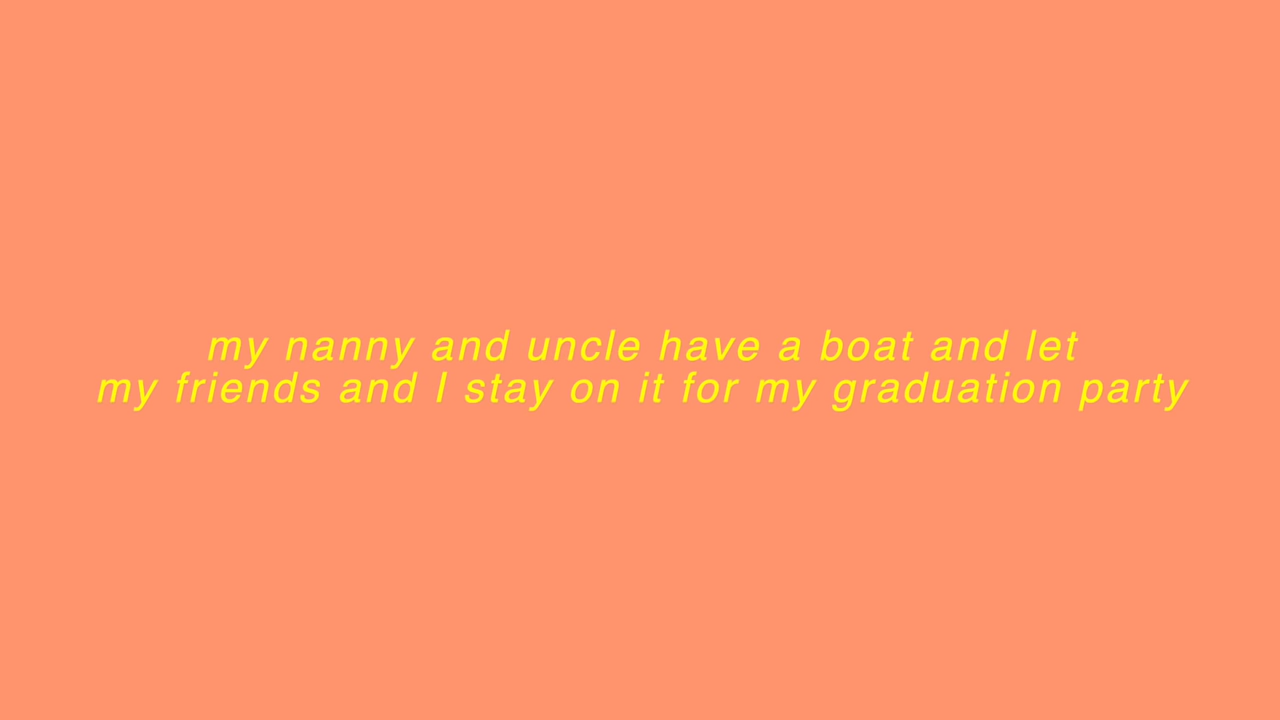 my nanny and uncle have a boat and let
my friends and I stay on it for my graduation party